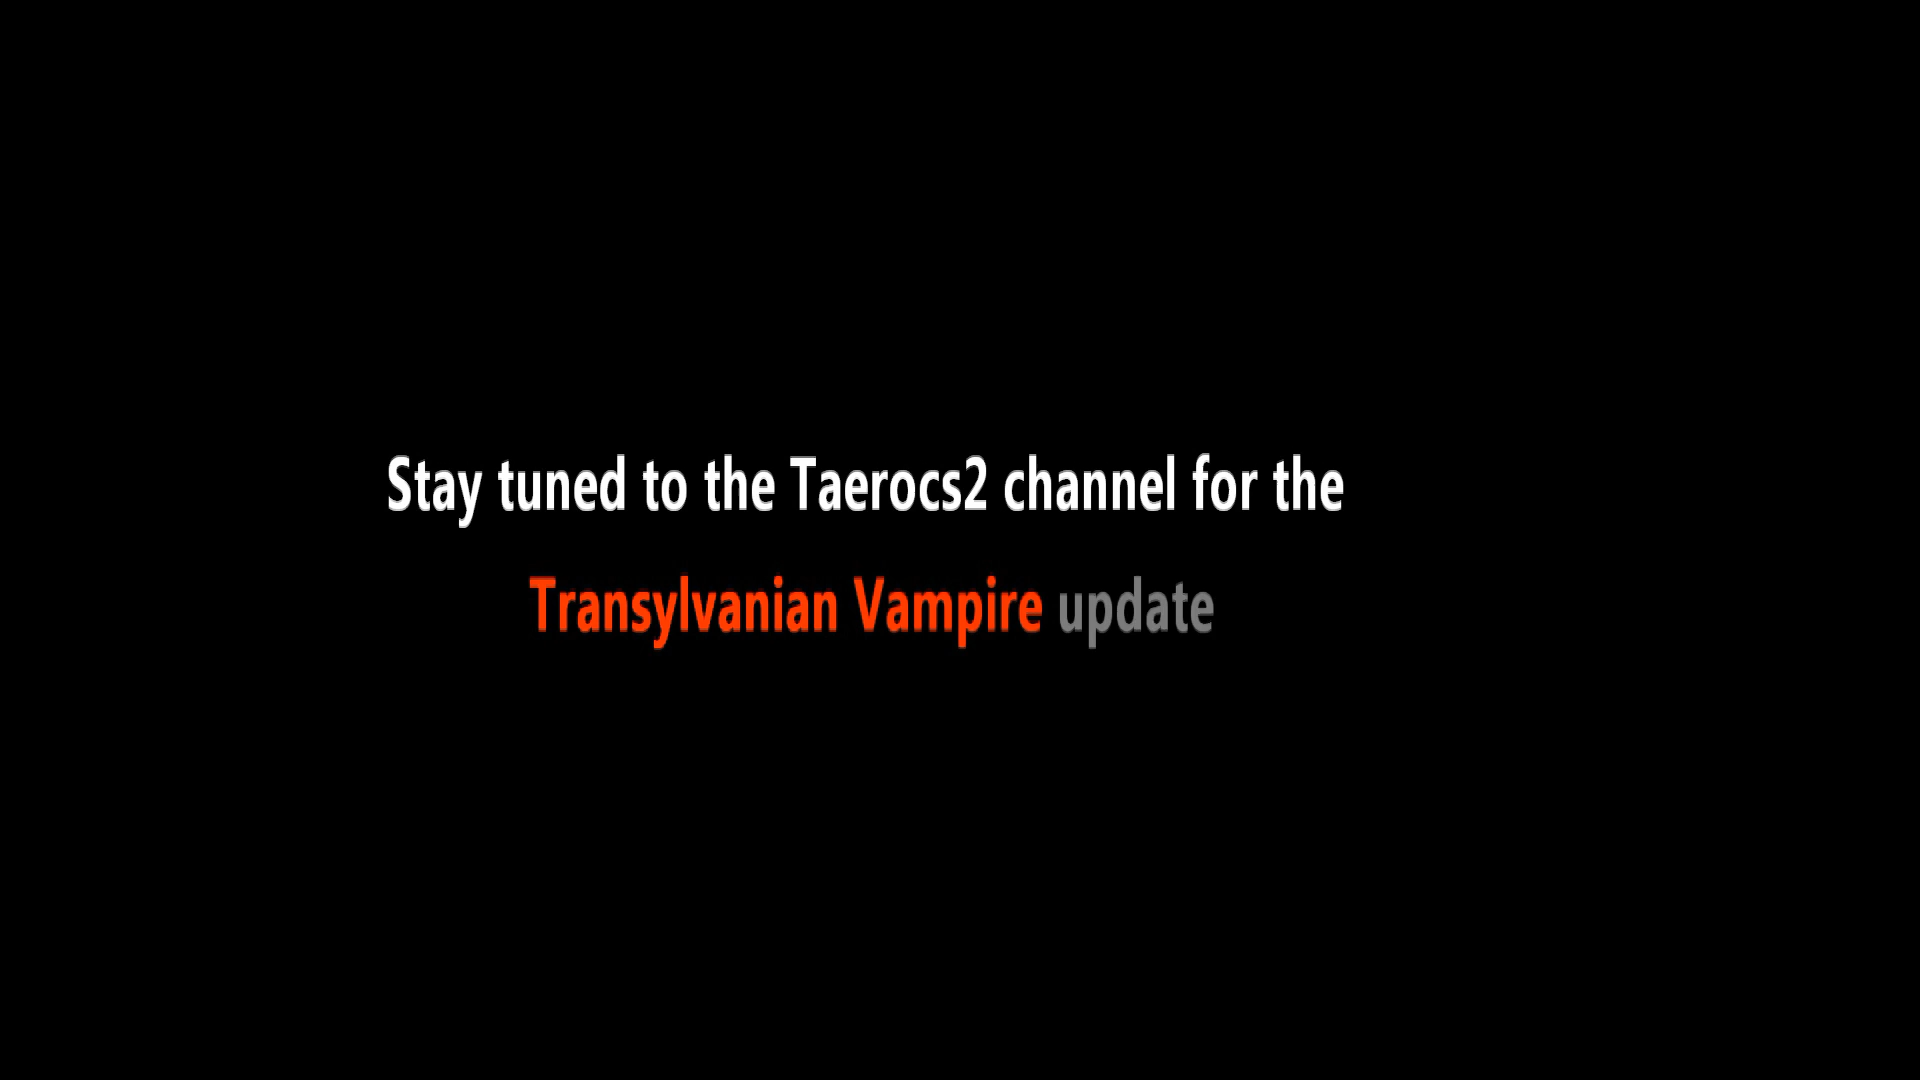 Stay tuned to the Taerocs2 channel for the
Transylvanian Vampire update